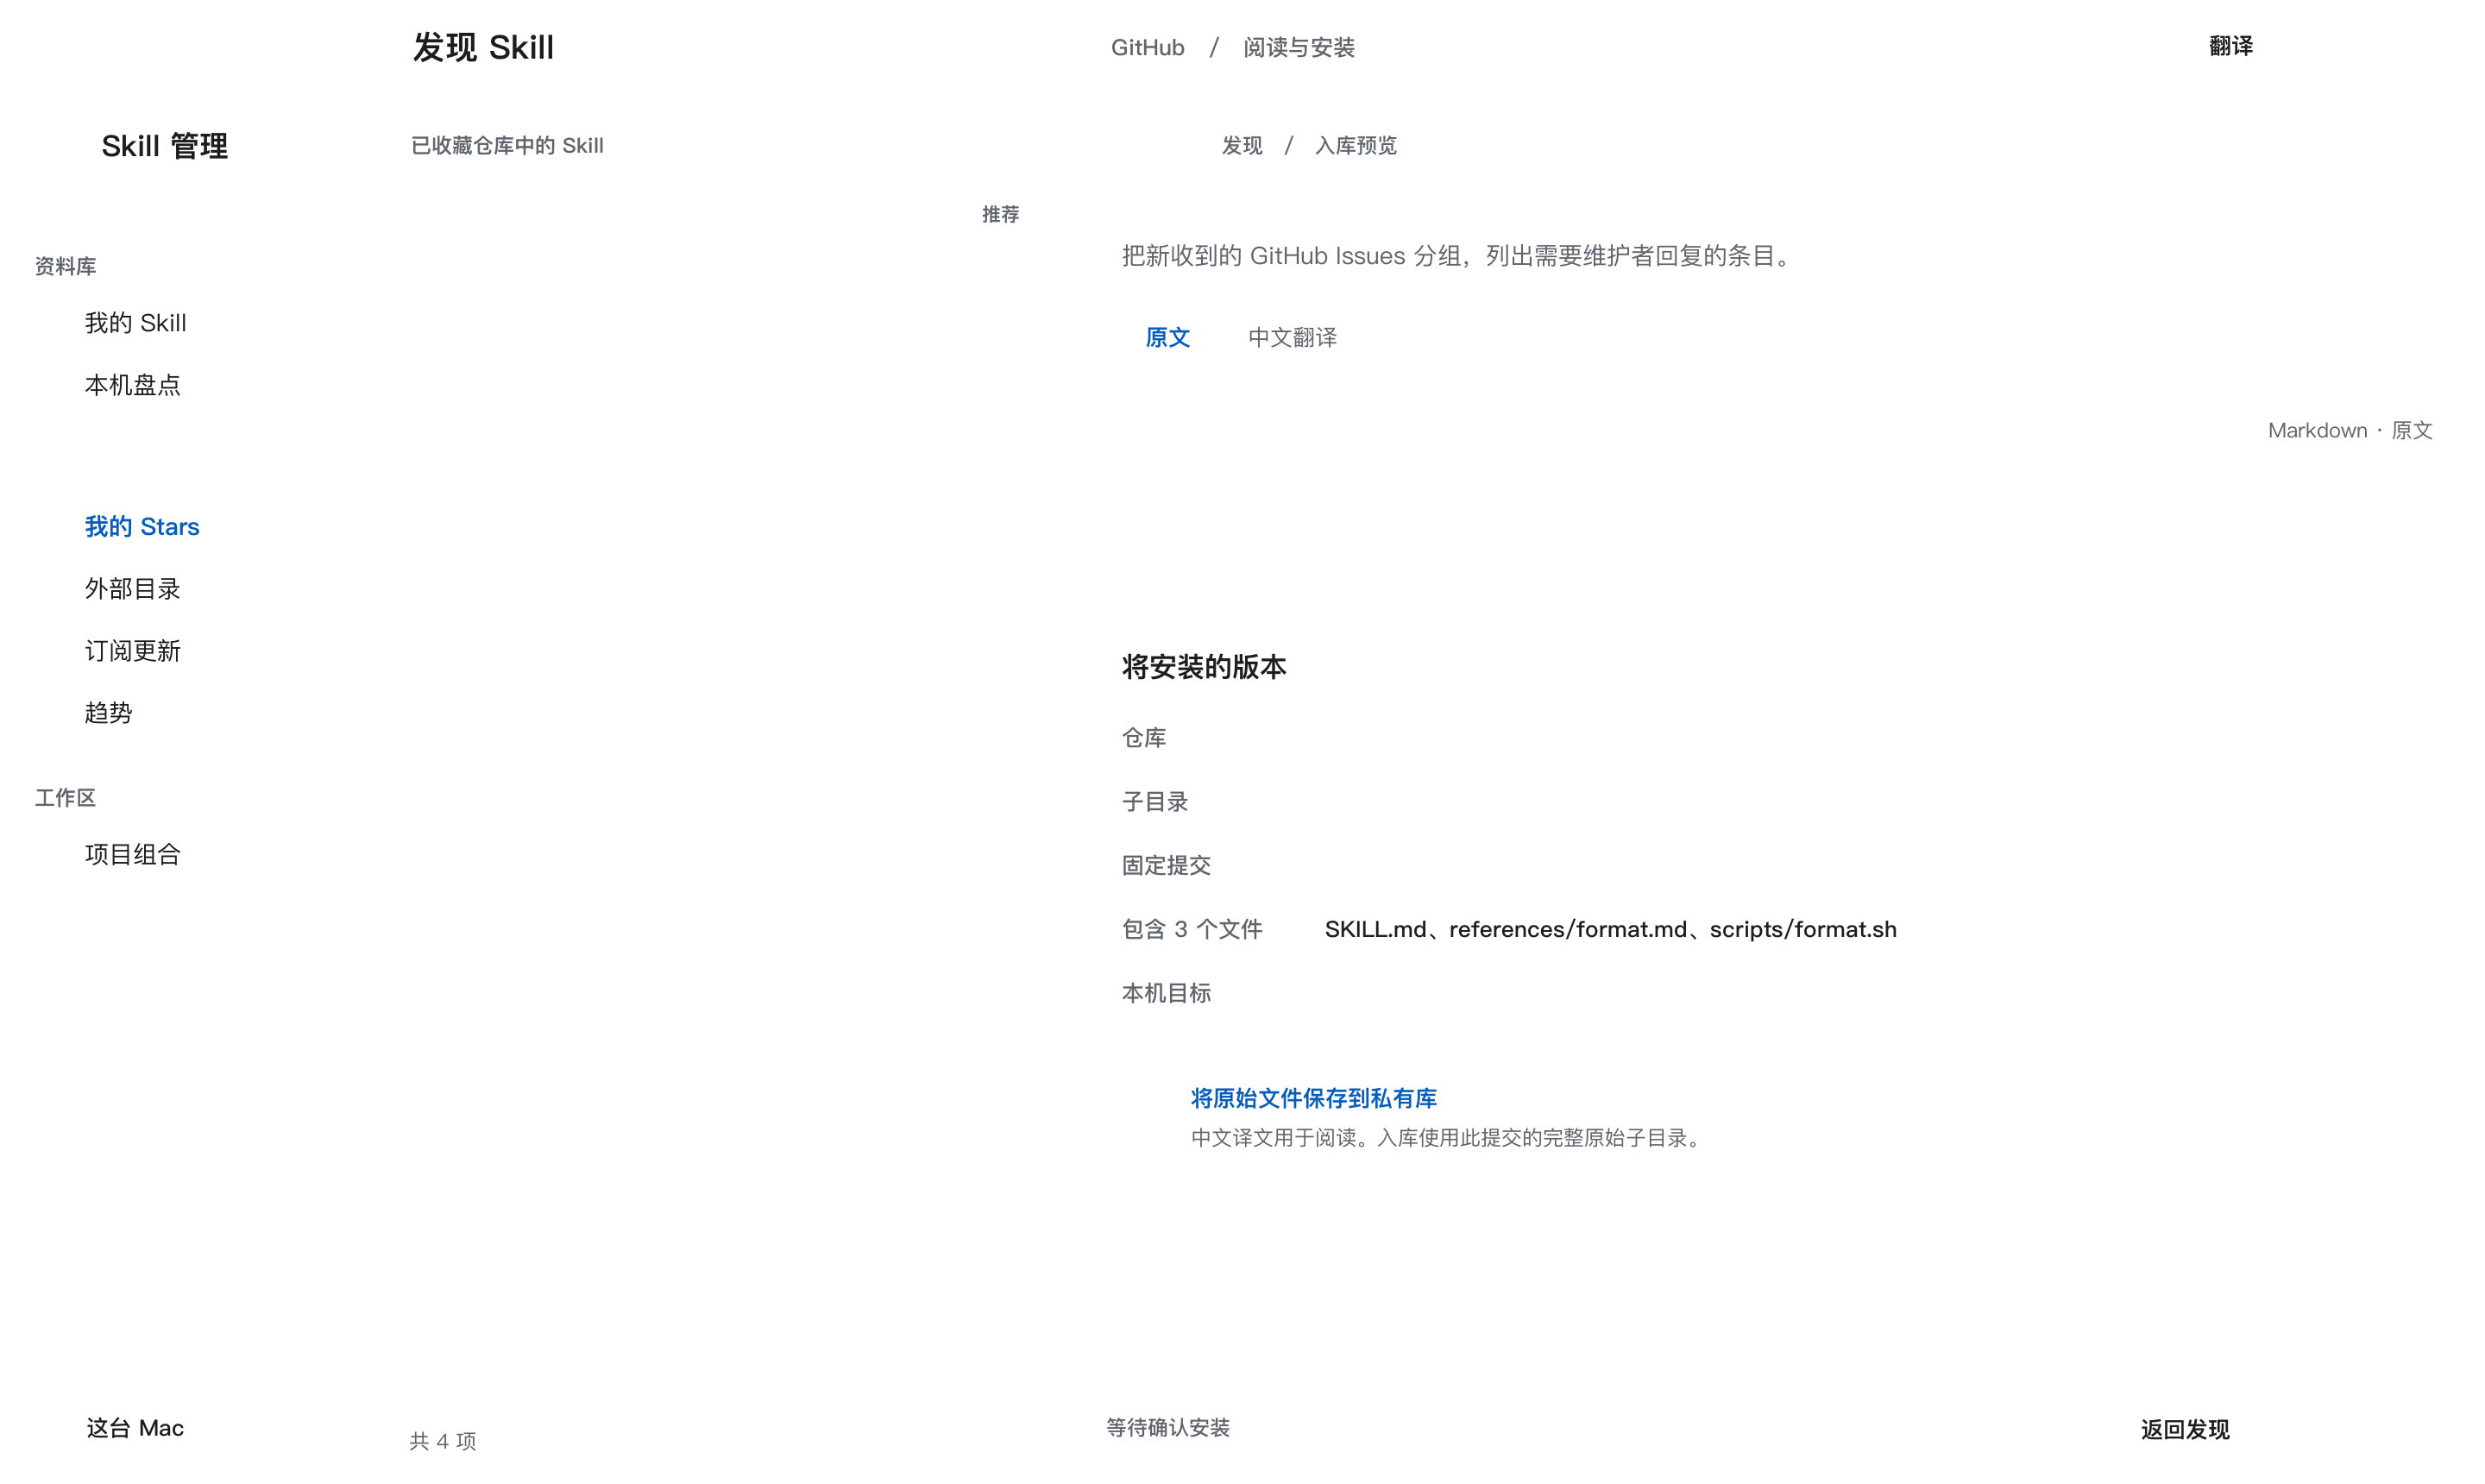 发现 Skill
GitHub / 阅读与安装
翻译
Skill 管理
已收藏仓库中的 Skill
发现 / 入库预览
推荐
把新收到的 GitHub Issues 分组，列出需要维护者回复的条目。
资料库
我的 Skill
本机盘点
原文
中文翻译
Markdown · 原文
我的 Stars
外部目录
订阅更新
趋势
工作区
项目组合
将安装的版本
仓库
子目录
固定提交
包含 3 个文件 SKILL.md、references/format.md、scripts/format.sh
本机目标
将原始文件保存到私有库
中文译文用于阅读。入库使用此提交的完整原始子目录。
这台 Mac
共 4 项
等待确认安装
返回发现